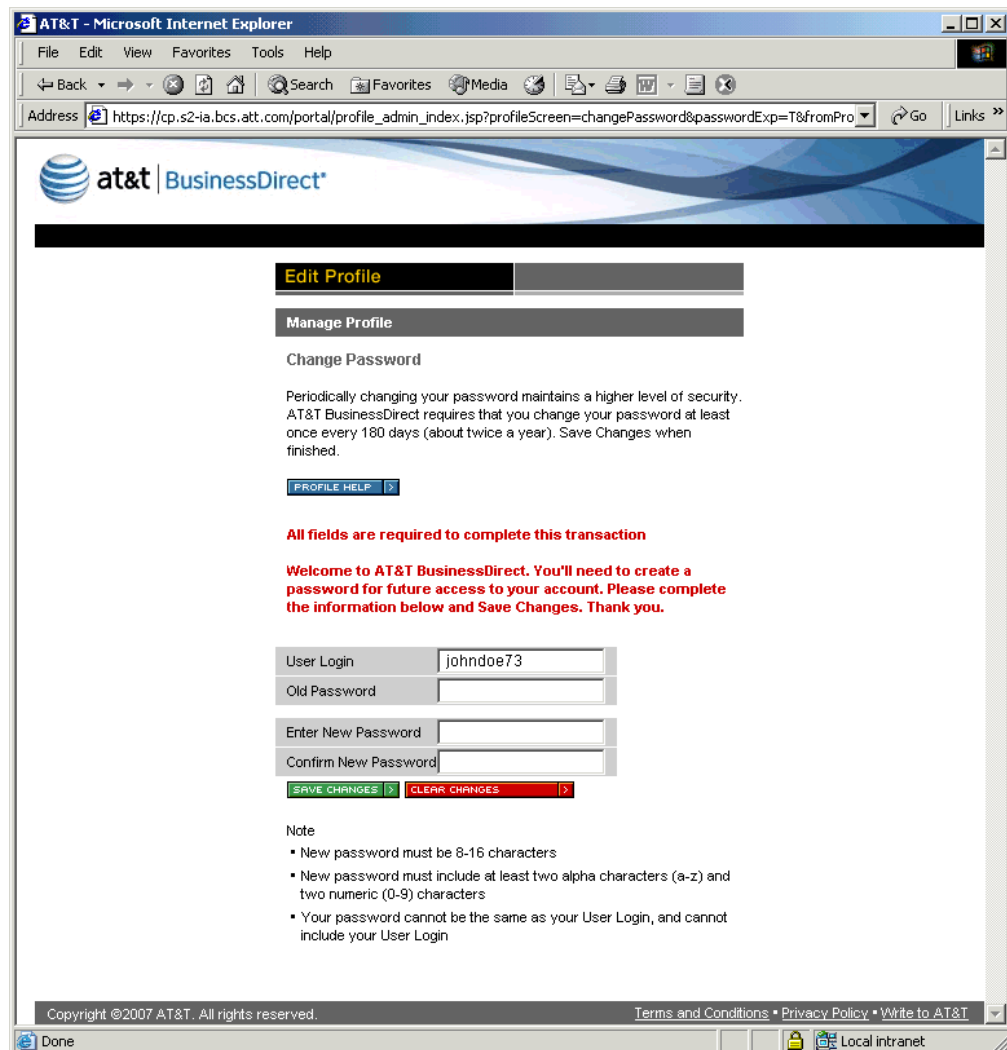 AT&T - Microsoft Internet Explorer
File Edit View Favorites Tools Help
Back Search Favorites Media
Address https://cp.s2-ia.bcs.att.com/portal/profile_admin_index.jsp?profileScreen=changePassword&passwordExp=T&fromPro Go Links »
at&t BusinessDirect®
Edit Profile
Manage Profile
Change Password
Periodically changing your password maintains a higher level of security.
AT&T BusinessDirect requires that you change your password at least
once every 180 days (about twice a year). Save Changes when
finished.
PROFILE HELP >
All fields are required to complete this transaction
Welcome to AT&T BusinessDirect. You'll need to create a
password for future access to your account. Please complete
the information below and Save Changes. Thank you.
User Login johndoe73
Old Password
Enter New Password
Confirm New Password
SAVE CHANGES > CLEAR CHANGES >
Note
▪ New password must be 8-16 characters
▪ New password must include at least two alpha characters (a-z) and
two numeric (0-9) characters
▪ Your password cannot be the same as your User Login, and cannot
include your User Login
Copyright ©2007 AT&T. All rights reserved. Terms and Conditions ▪ Privacy Policy ▪ Write to AT&T
Done Local intranet